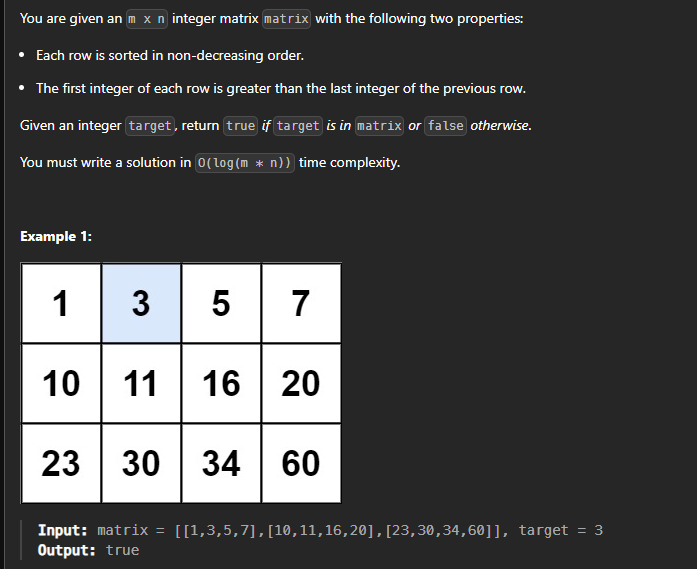 You are given an m x n integer matrix matrix with the following two properties:
• Each row is sorted in non-decreasing order.
• The first integer of each row is greater than the last integer of the previous row.
Given an integer target, return true if target is in matrix or false otherwise.
You must write a solution in O(log(m * n)) time complexity.
Example 1:
1 3 5 7
10 11 16 20
23 30 34 60
Input: matrix = [[1,3,5,7],[10,11,16,20],[23,30,34,60]], target = 3
Output: true